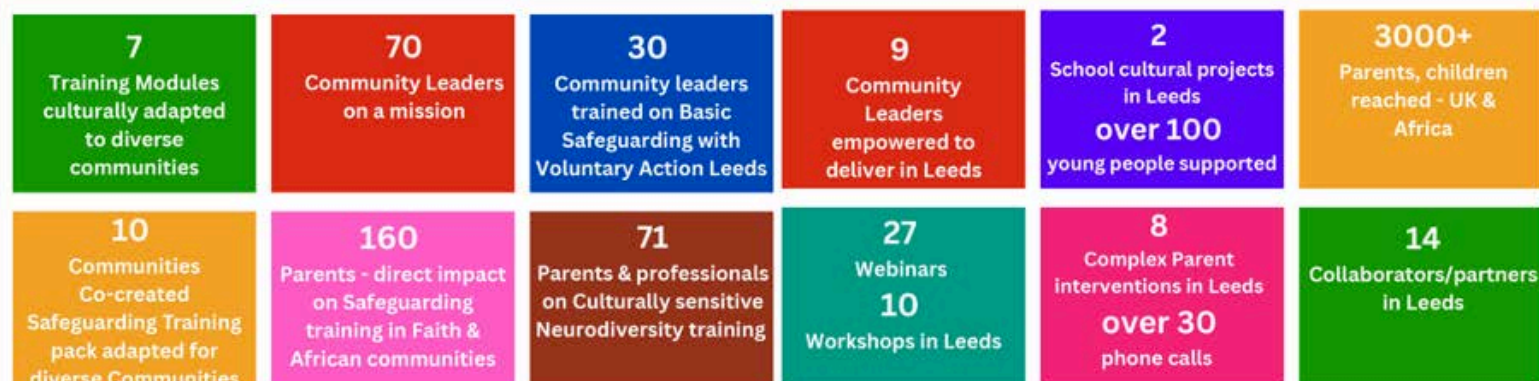 7
Training Modules
culturally adapted
to diverse
communities
70
Community Leaders
on a mission
30
Community leaders
trained on Basic
Safeguarding with
Voluntary Action Leeds
9
Community
Leaders
empowered to
deliver in Leeds
2
School cultural projects
in Leeds
over 100
young people supported
3000+
Parents, children
reached - UK &
Africa
10
Communities
Co-created
Safeguarding Training
pack adapted for
diverse Communities
160
Parents - direct impact
on Safeguarding
training in Faith &
African communities
71
Parents & professionals
on Culturally sensitive
Neurodiversity training
27
Webinars
10
Workshops in Leeds
8
Complex Parent
interventions in Leeds
over 30
phone calls
14
Collaborators/partners
in Leeds